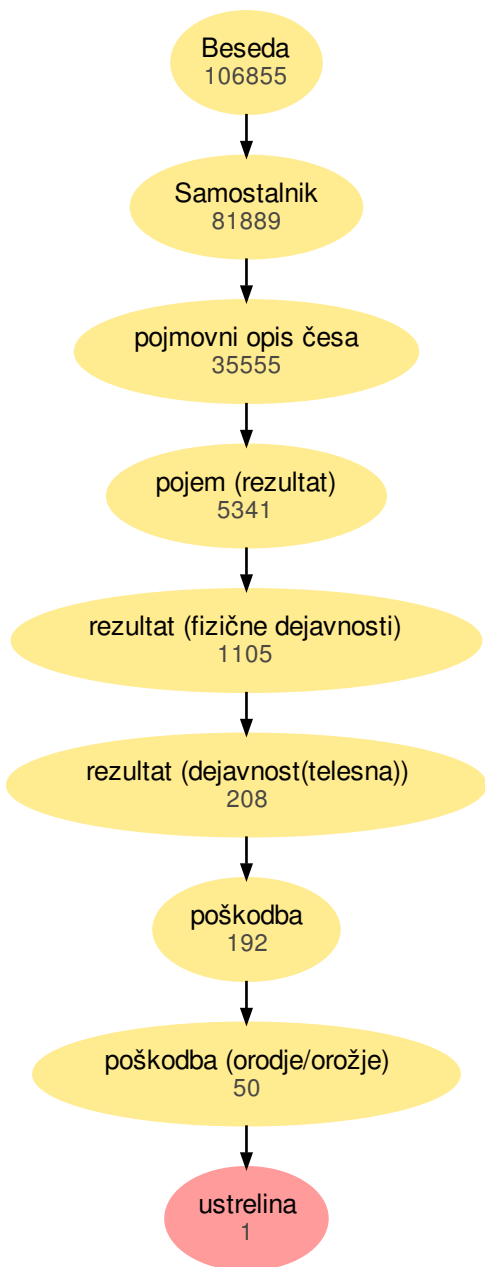 Beseda
106855
Samostalnik
81889
pojmovni opis česa
35555
pojem (rezultat)
5341
rezultat (fizične dejavnosti)
1105
rezultat (dejavnost(telesna))
208
poškodba
192
poškodba (orodje/orožje)
50
ustrelina
1